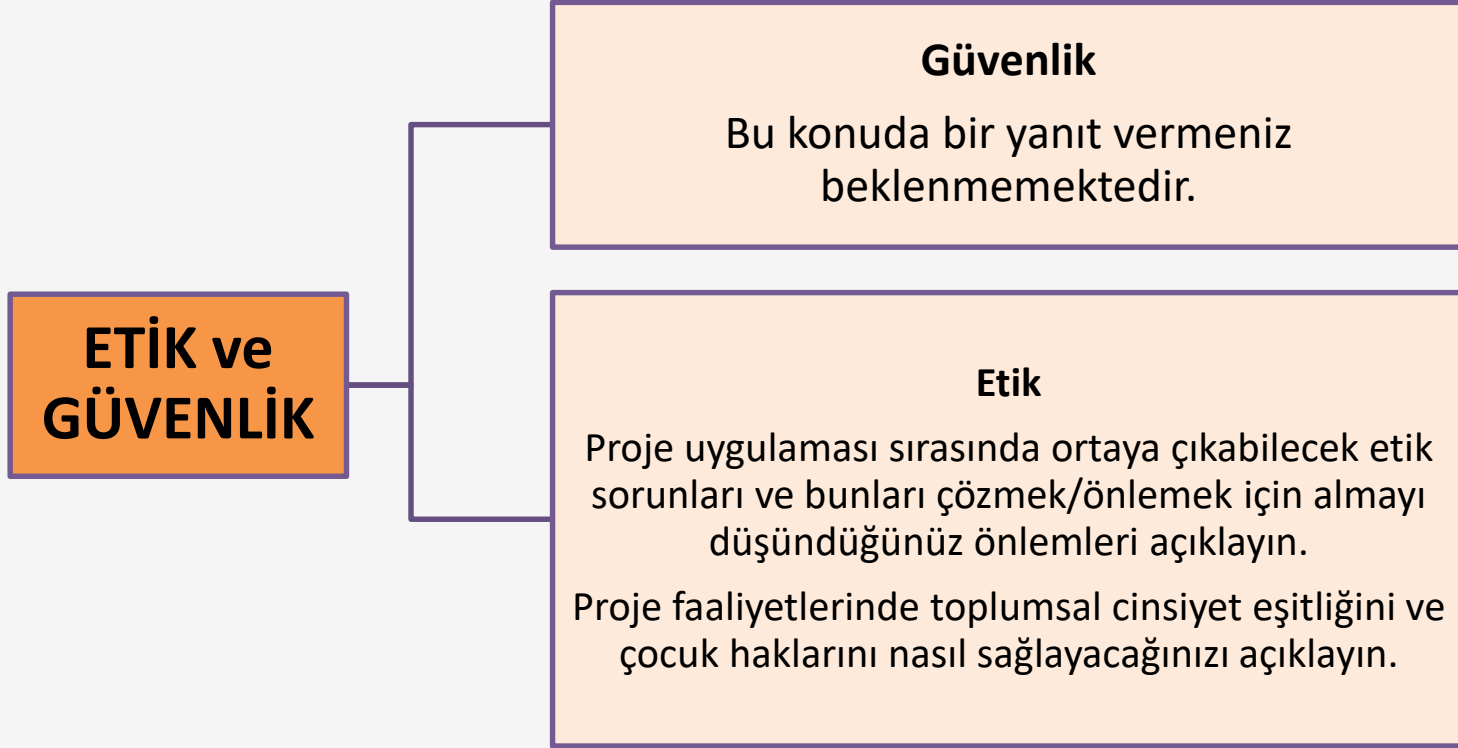 ETİK ve
GÜVENLİK
Güvenlik
Bu konuda bir yanıt vermeniz
beklenmemektedir.
Etik
Proje uygulaması sırasında ortaya çıkabilecek etik
sorunları ve bunları çözmek/önlemek için almayı
düşündüğünüz önlemleri açıklayın.
Proje faaliyetlerinde toplumsal cinsiyet eşitliğini ve
çocuk haklarını nasıl sağlayacağınızı açıklayın.